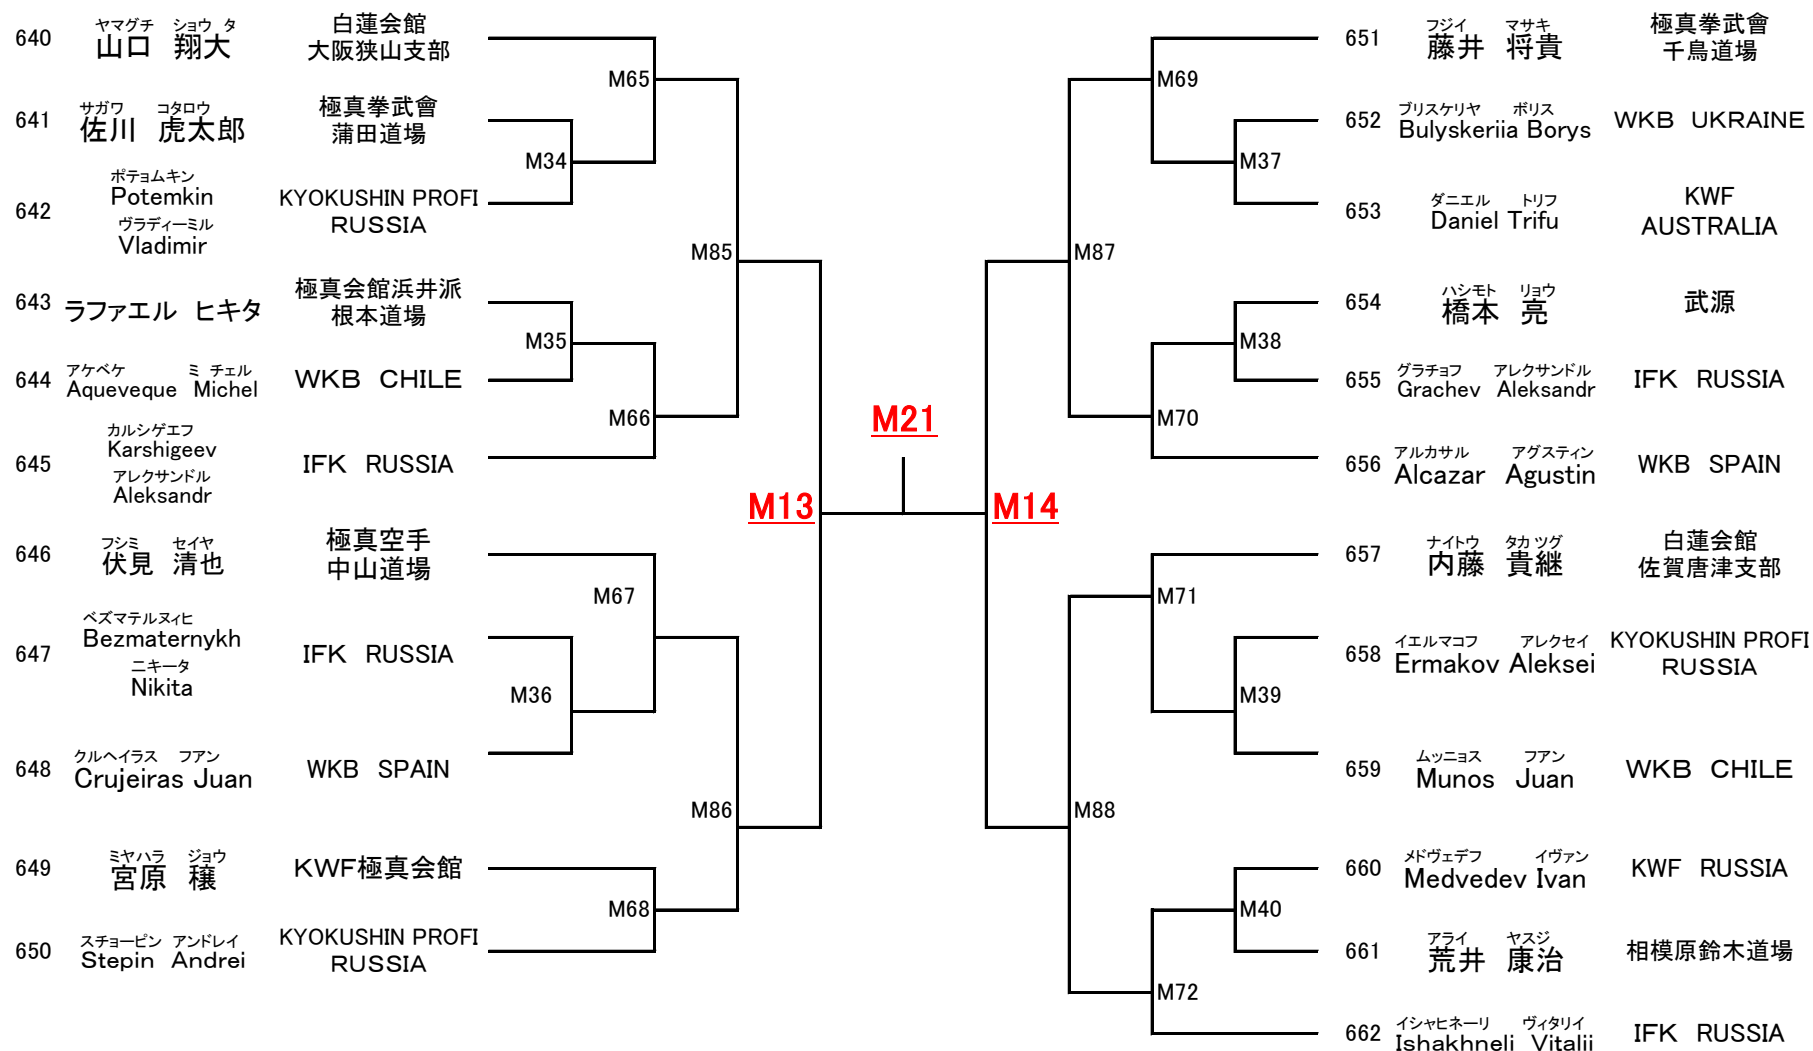 ヤマグチ ショウ タ
640 山口 翔大 白蓮会館
大阪狭山支部
M65
サガワ コタロウ
641 佐川 虎太郎 極真拳武會
蒲田道場
M34
ポテョムキン
Potemkin
642 KYOKUSHIN PROFI
RUSSIA
ヴラディーミル
Vladimir
M85
643 ラファエル ヒキタ 極真会館浜井派
根本道場
M35
アケベケ ミ チェル
644 Aqueveque Michel WKB CHILE
M66
カルシゲエフ
Karshigeev
645 IFK RUSSIA
アレクサンドル
Aleksandr
M13
フシミ セイヤ
646 伏見 清也 極真空手
中山道場
M67
ベズマテルヌィヒ
Bezmaternykh
647 IFK RUSSIA
ニキータ
Nikita
M36
クルヘイラス フアン
648 Crujeiras Juan WKB SPAIN
M86
ミヤハラ ジョウ
649 宮原 穣 KWF極真会館
M68
スチョーピン アンドレイ
650 Stepin Andrei KYOKUSHIN PROFI
RUSSIA
M21
フジイ マサキ
651 藤井 将貴 極真拳武會
千鳥道場
M69
ブリスケリヤ ボリス
652 Bulyskeriia Borys WKB UKRAINE
M37
ダニエル トリフ
653 Daniel Trifu KWF
AUSTRALIA
M87
ハシモト リョウ
654 橋本 亮 武源
M38
グラチョフ アレクサンドル
655 Grachev Aleksandr IFK RUSSIA
M70
アルカサル アグスティン
656 Alcazar Agustin WKB SPAIN
M14
ナイトウ タカ ツグ
657 内藤 貴継 白蓮会館
佐賀唐津支部
M71
イエルマコフ アレクセイ
658 Ermakov Aleksei KYOKUSHIN PROFI
RUSSIA
M39
ムッニョス フアン
659 Munos Juan WKB CHILE
M88
メドヴェデフ イヴァン
660 Medvedev Ivan KWF RUSSIA
M40
アライ ヤスジ
661 荒井 康治 相模原鈴木道場
M72
イシャヒネーリ ヴィタリイ
662 Ishakhneli Vitalii IFK RUSSIA